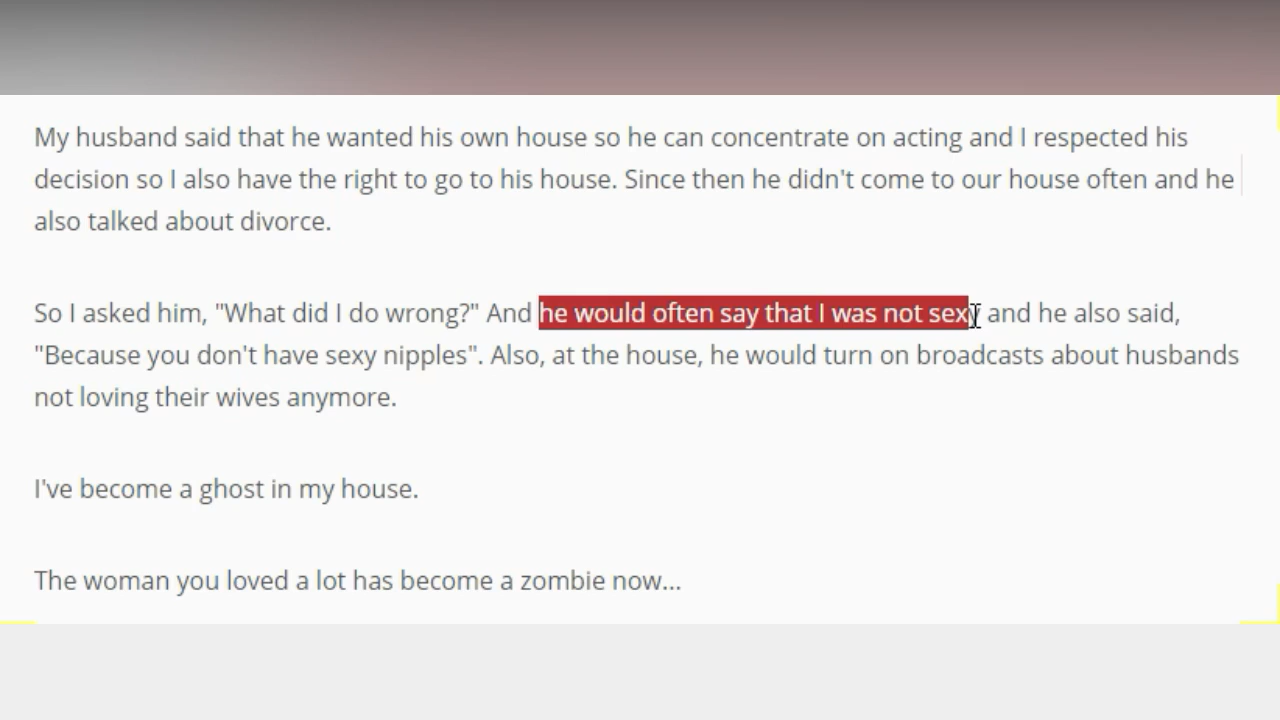 My husband said that he wanted his own house so he can concentrate on acting and I respected his
decision so I also have the right to go to his house. Since then he didn't come to our house often and he
also talked about divorce.
So I asked him, "What did I do wrong?" And he would often say that I was not sexy and he also said,
"Because you don't have sexy nipples". Also, at the house, he would turn on broadcasts about husbands
not loving their wives anymore.
I've become a ghost in my house.
The woman you loved a lot has become a zombie now...